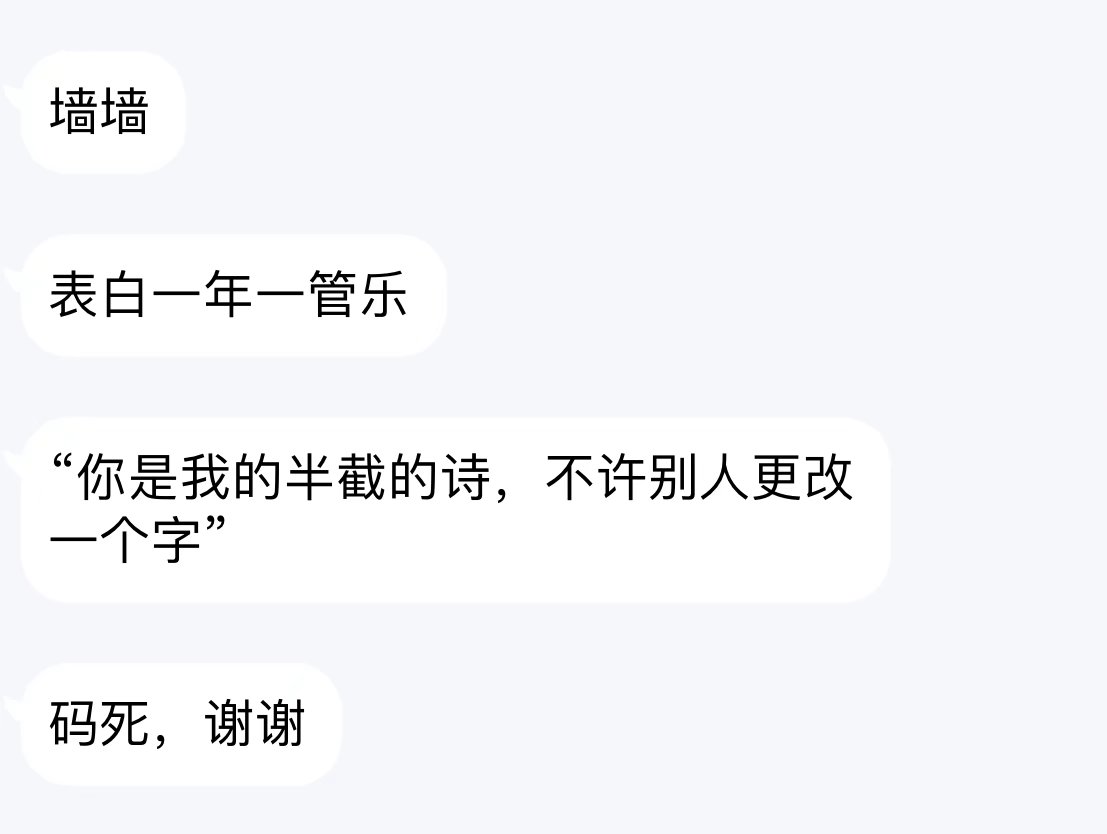 墙墙
表白一年一管乐
“你是我的半截的诗，不许别人更改
一个字”
码死，谢谢